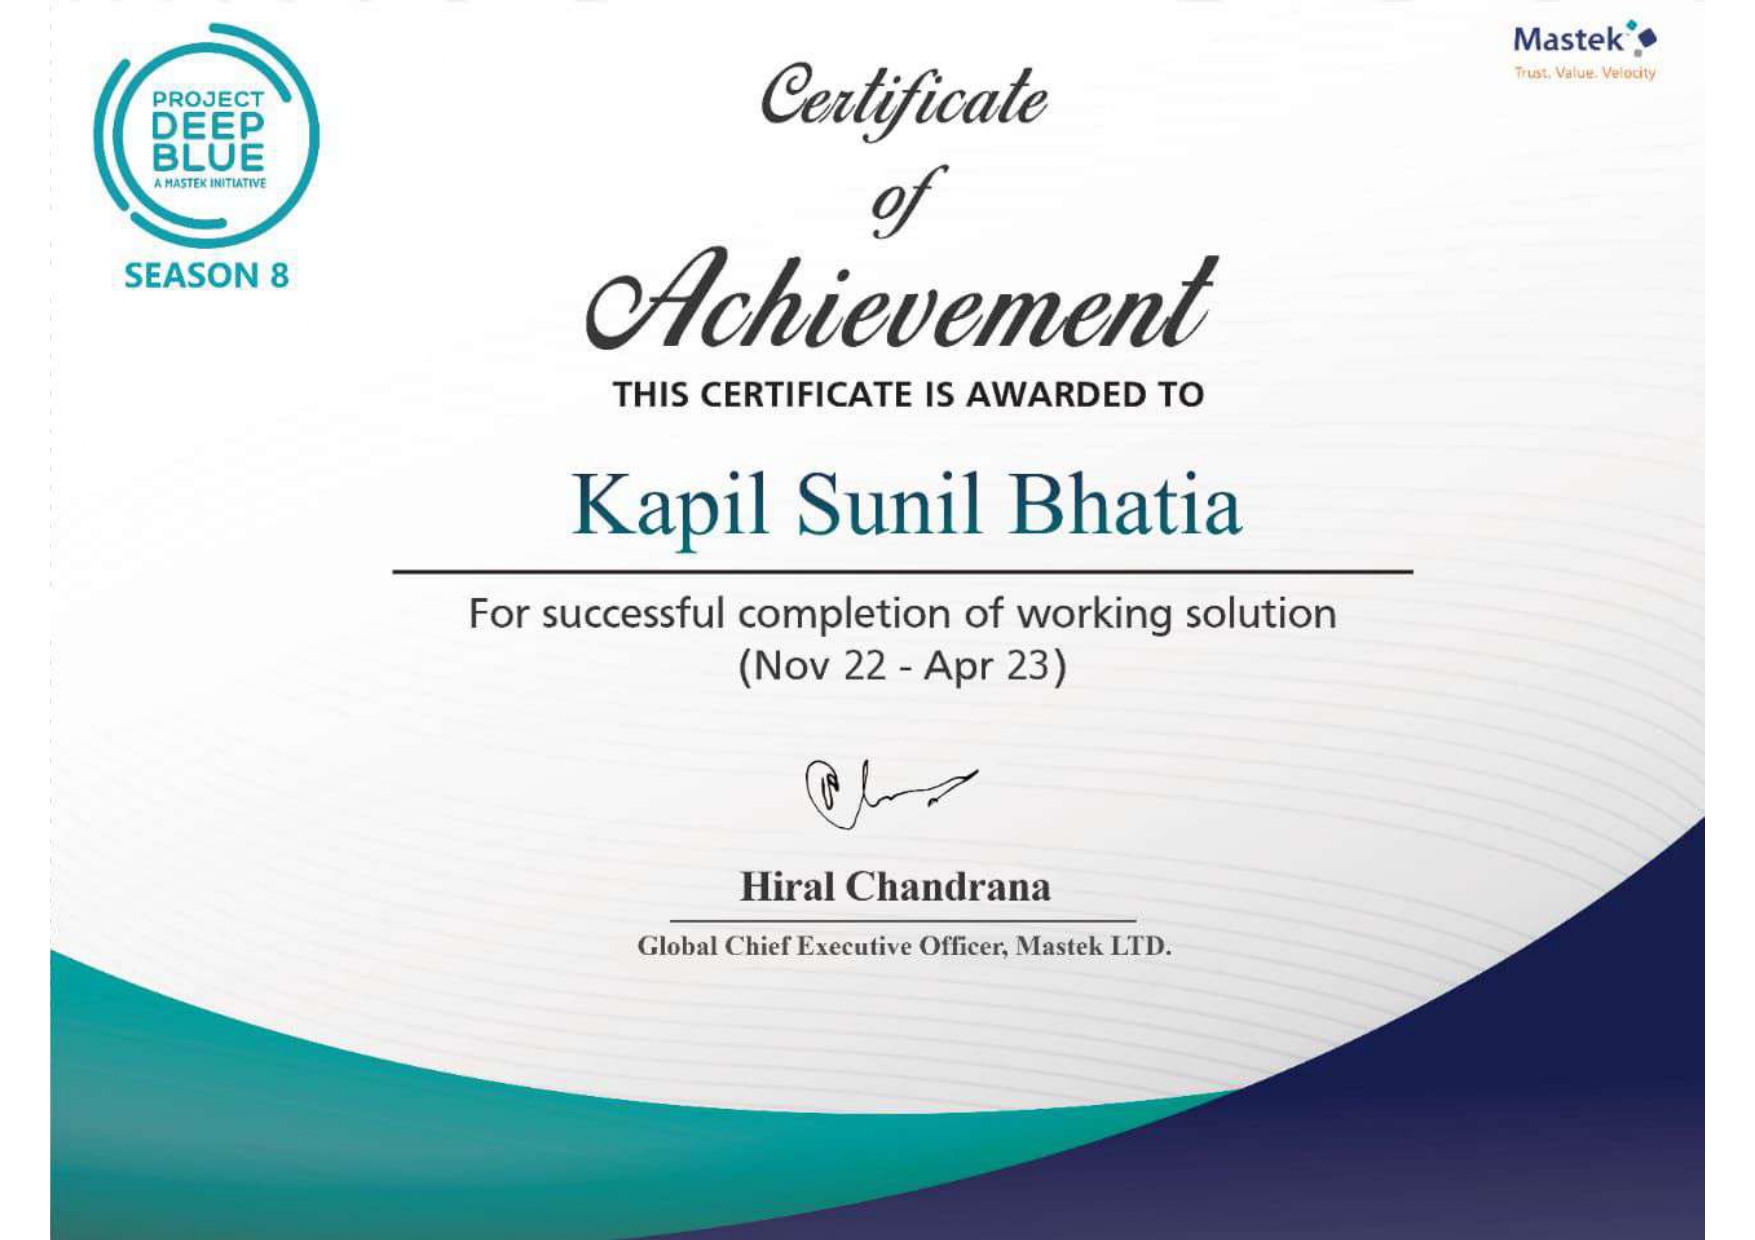 PROJECT
DEEP
BLUE
A MASTEK INITIATIVE
SEASON 8
Mastek
Trust. Value. Velocity
Certificate
of
Achievement
THIS CERTIFICATE IS AWARDED TO
Kapil Sunil Bhatia
For successful completion of working solution
(Nov 22 - Apr 23)
Hiral Chandrana
Global Chief Executive Officer, Mastek LTD.